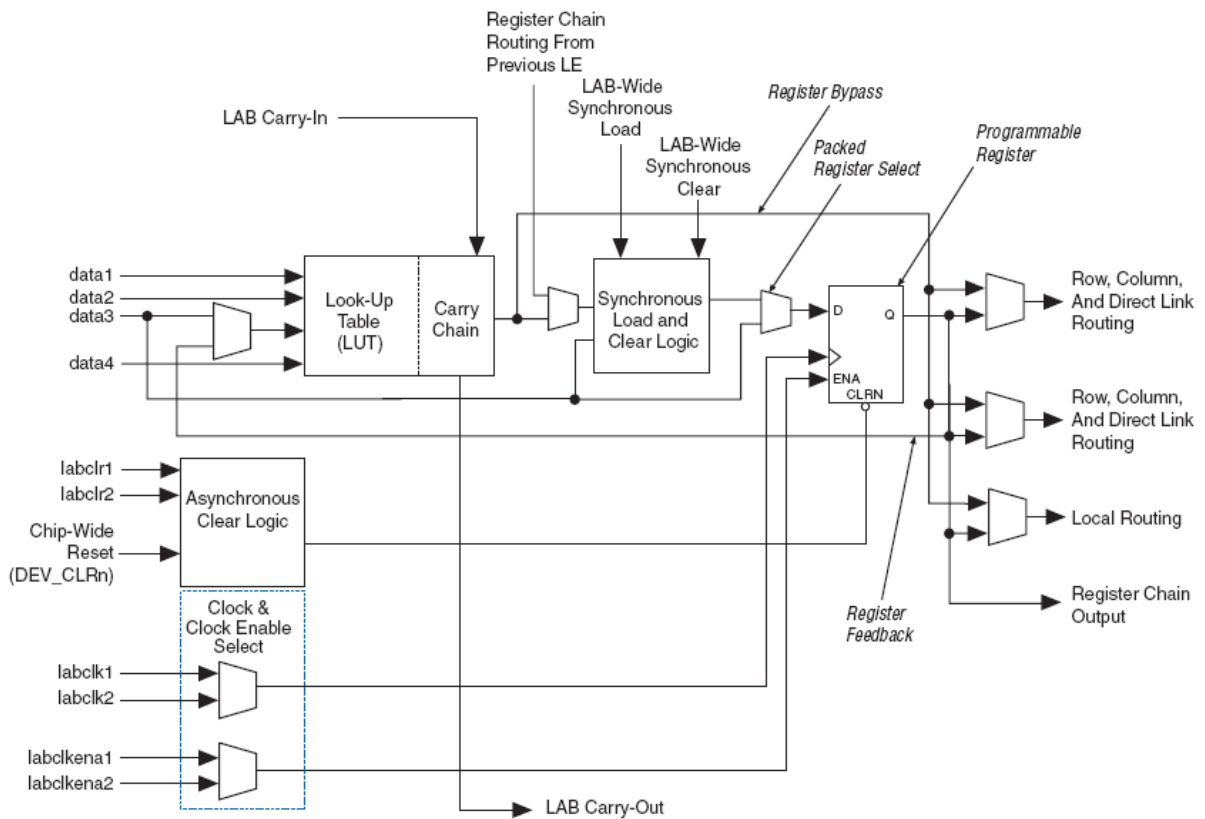 Register Chain
Routing From
Previous LE
LAB-Wide
Synchronous
Load
LAB-Wide
Synchronous
Clear
Register Bypass
Packed
Register Select
Programmable
Register
LAB Carry-In
data1
data2
data3
data4
Look-Up
Table
(LUT)
Carry
Chain
Synchronous
Load and
Clear Logic
D
Q
ENA
CLRN
Row, Column,
And Direct Link
Routing
Row, Column,
And Direct Link
Routing
Local Routing
Register Chain
Output
labclr1
labclr2
Chip-Wide
Reset
(DEV_CLRn)
Asynchronous
Clear Logic
Register
Feedback
Clock &
Clock Enable
Select
labclk1
labclk2
labclkena1
labclkena2
LAB Carry-Out